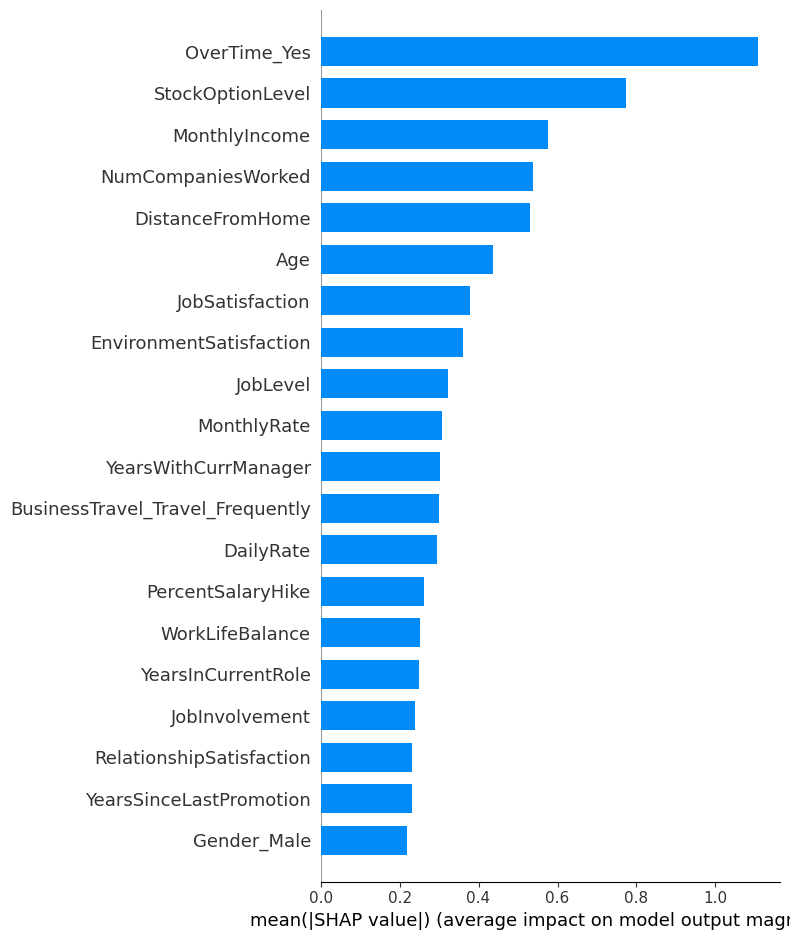 OverTime_Yes
StockOptionLevel
MonthlyIncome
NumCompaniesWorked
DistanceFromHome
Age
JobSatisfaction
EnvironmentSatisfaction
JobLevel
MonthlyRate
YearsWithCurrManager
BusinessTravel_Travel_Frequently
DailyRate
PercentSalaryHike
WorkLifeBalance
YearsInCurrentRole
JobInvolvement
RelationshipSatisfaction
YearsSinceLastPromotion
Gender_Male
0.0 0.2 0.4 0.6 0.8 1.0
mean(|SHAP value|) (average impact on model output magr